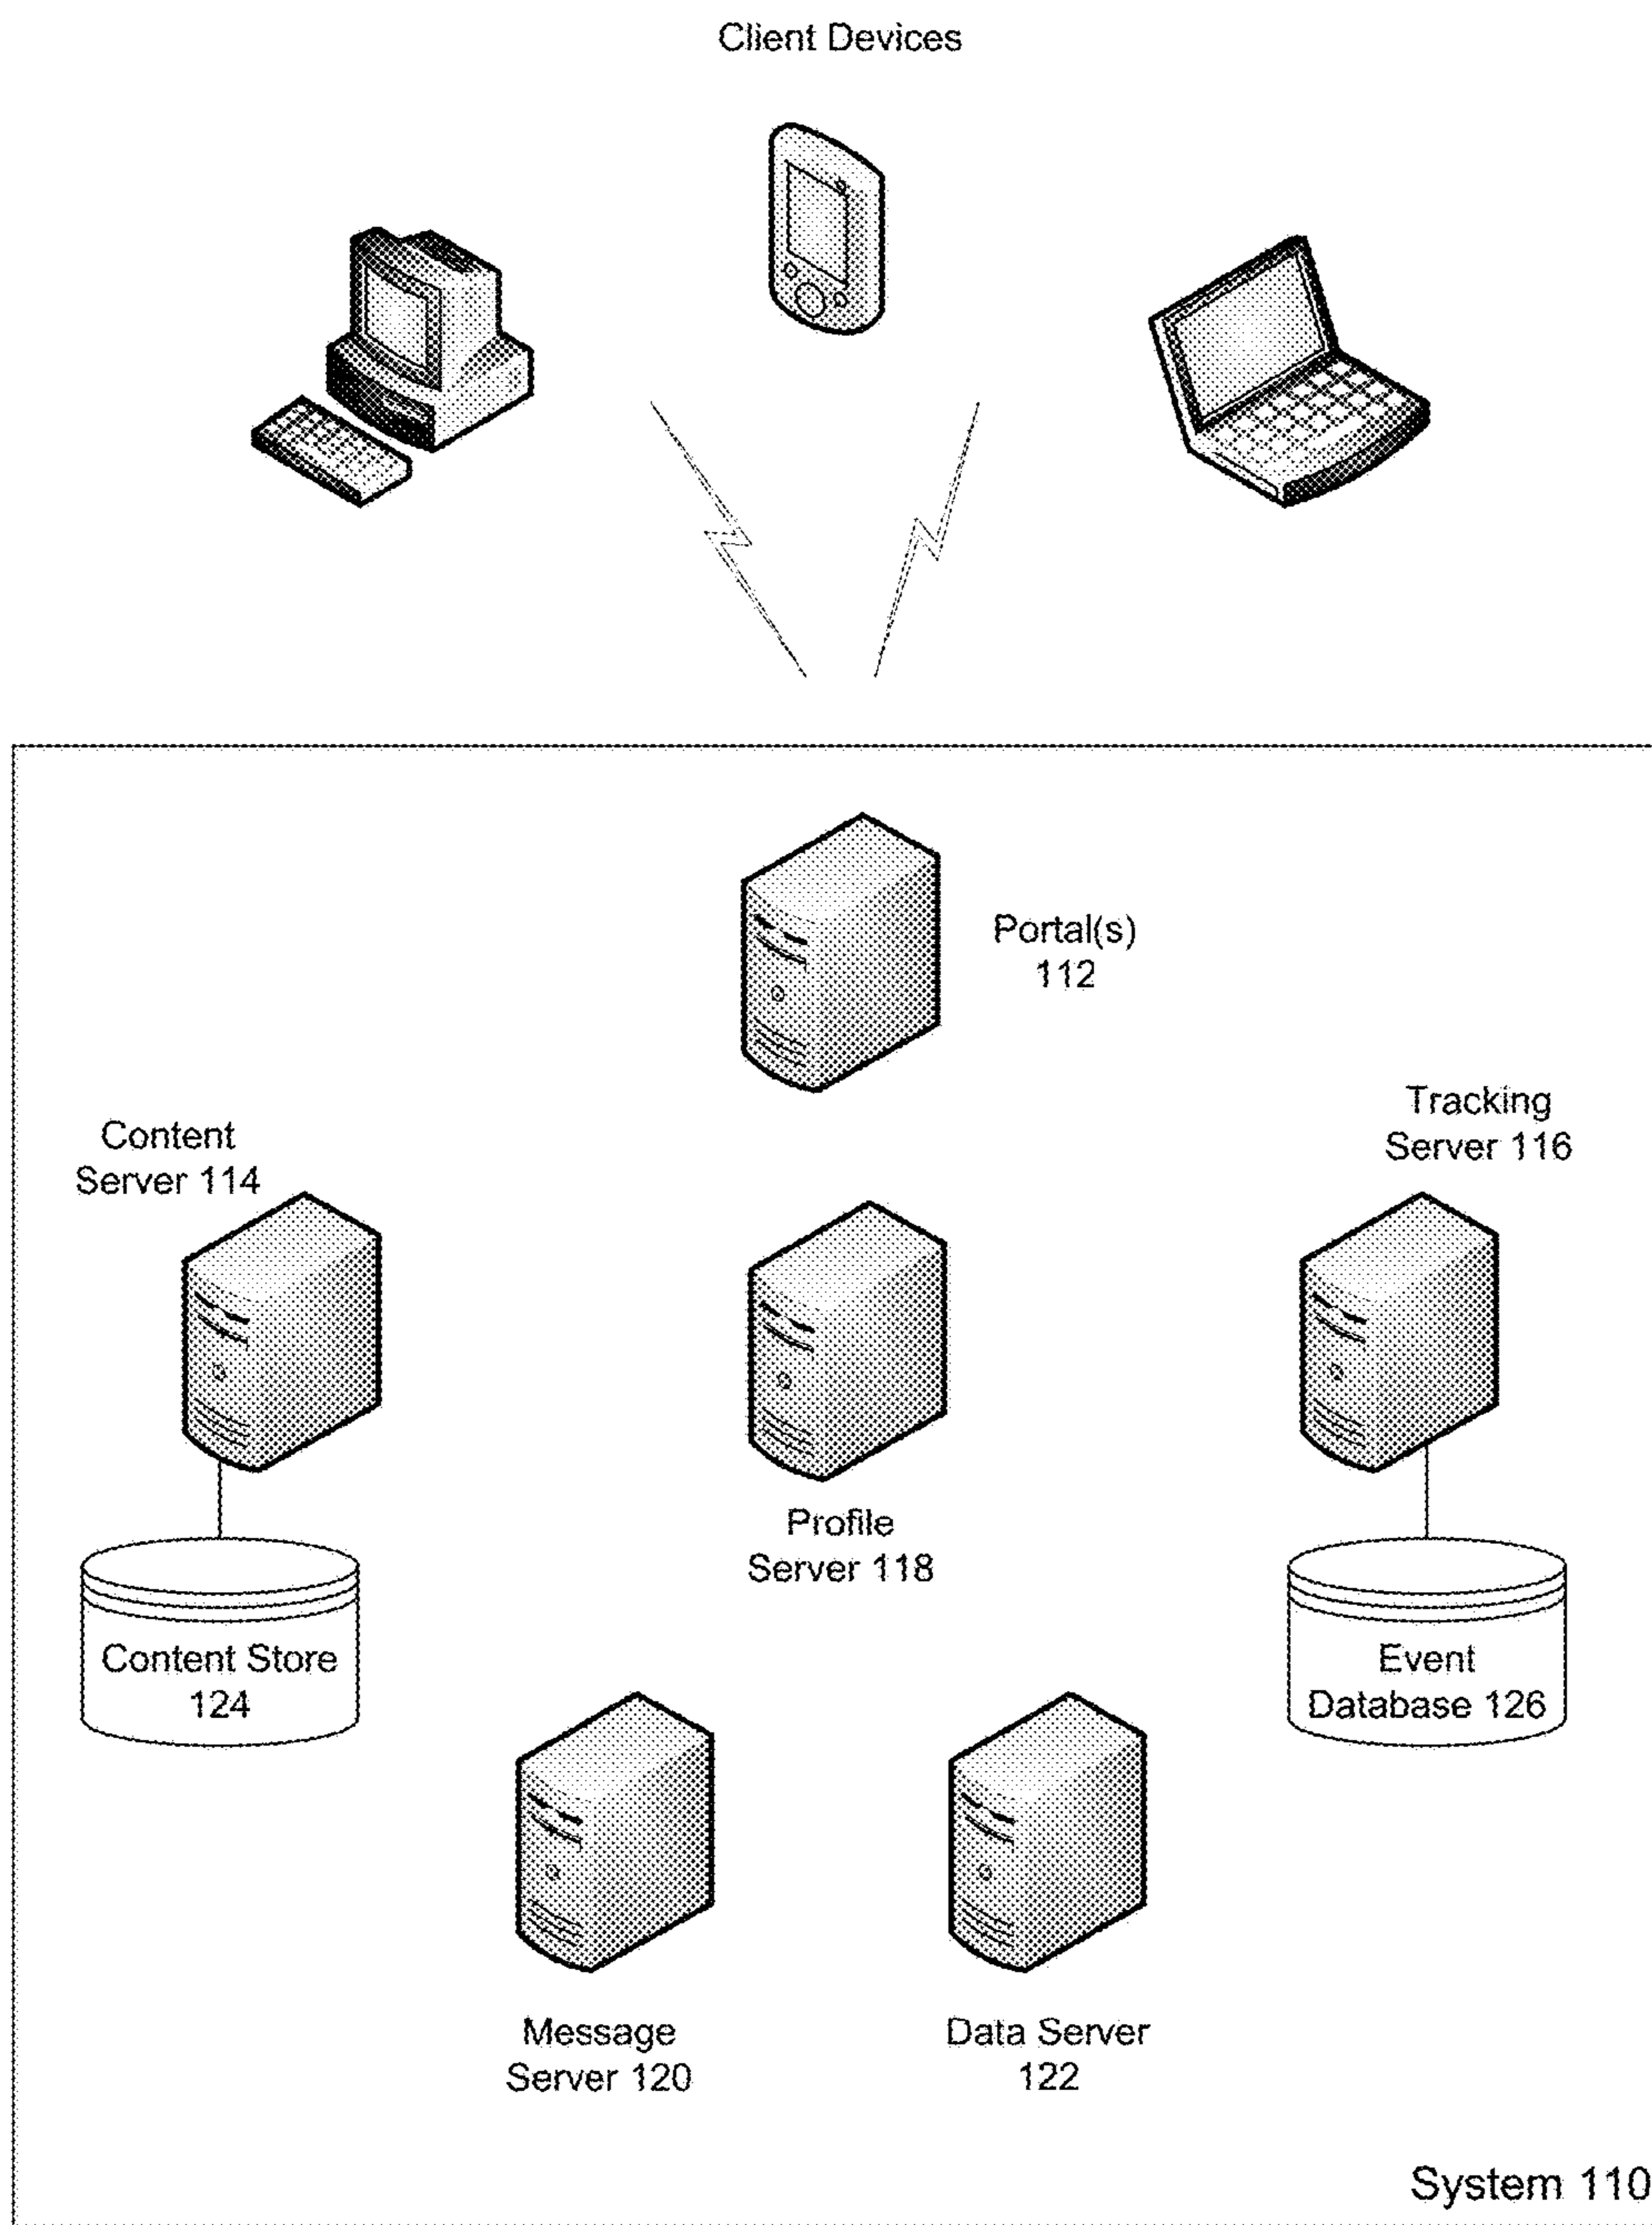 Client Devices
Portal(s)
112
Content
Server 114
Tracking
Server 116
Profile
Server 118
Content Store
124
Event
Database 126
Message
Server 120
Data Server
122
System 110